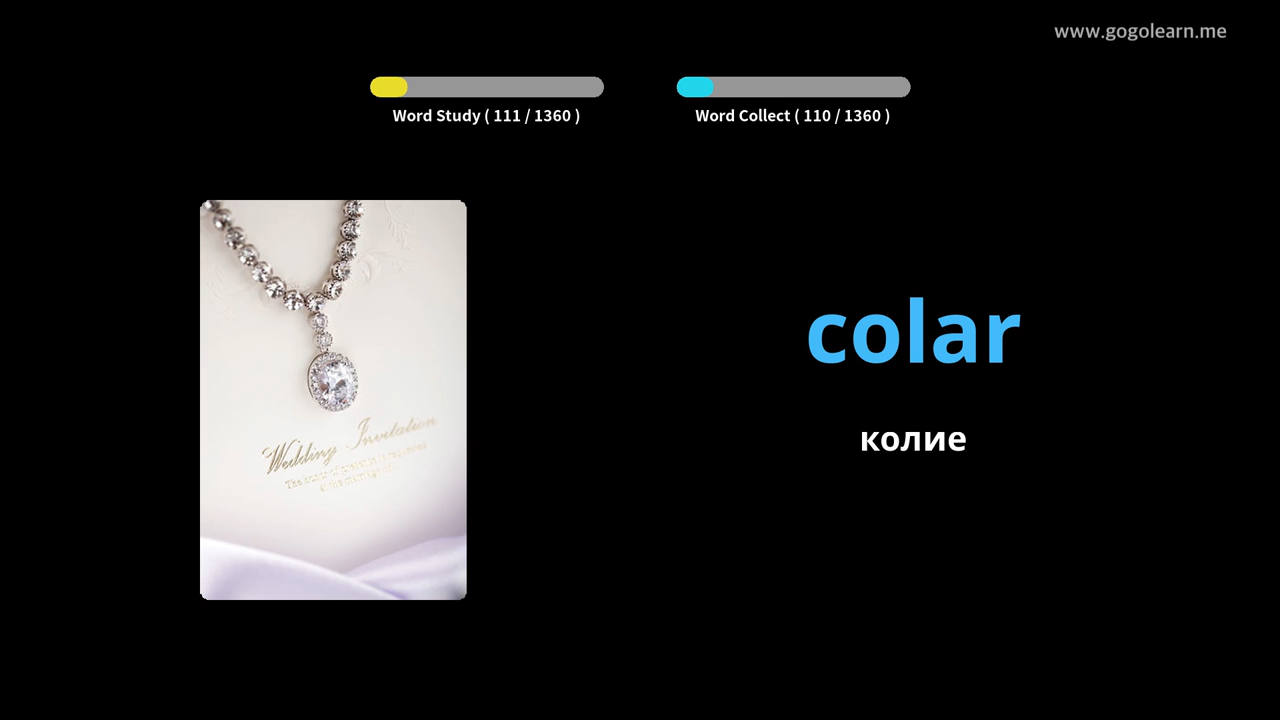 www.gogolearn.me
Word Study ( 111 / 1360 )
Word Collect ( 110 / 1360 )
colar
колие
Wedding Invitation